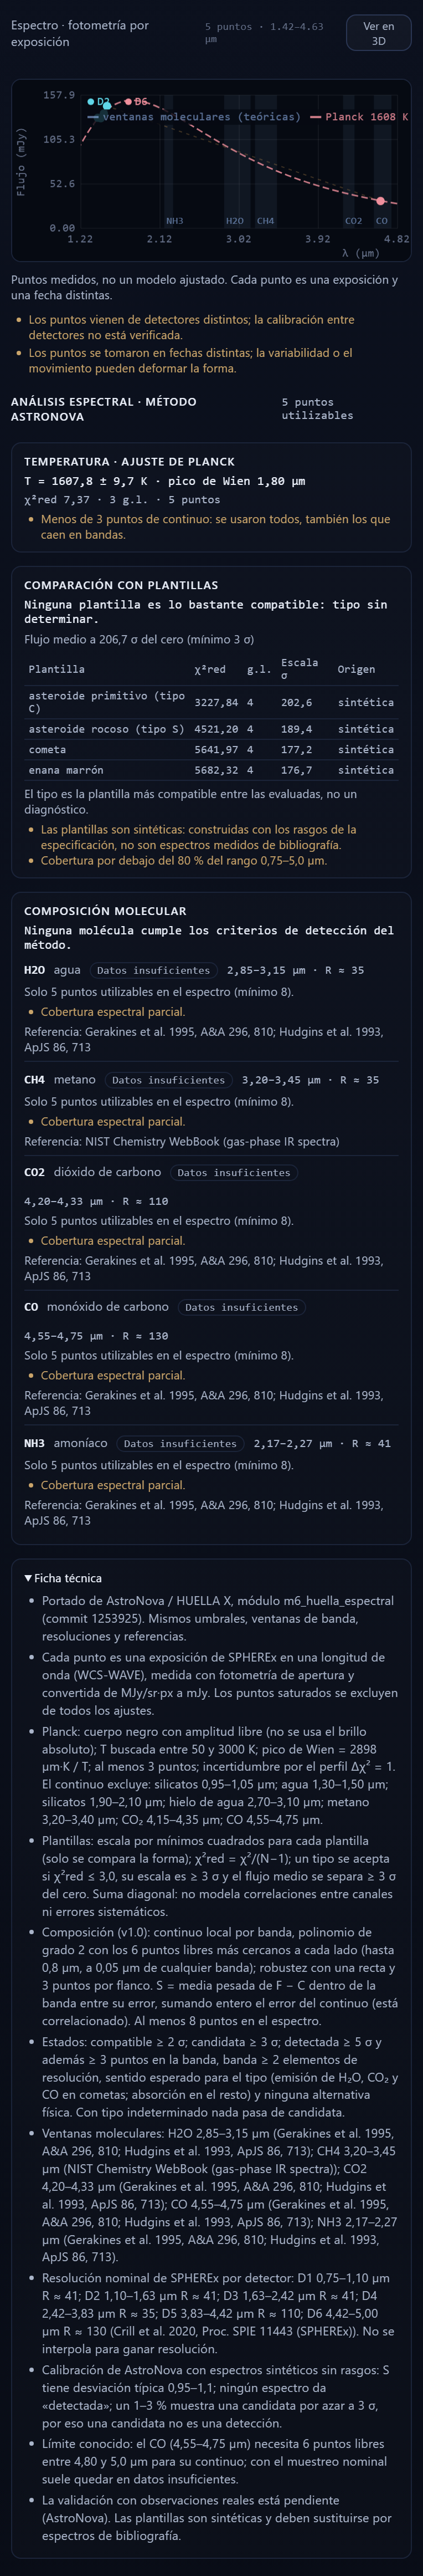 Espectro · fotometría por
exposición
5 puntos · 1.42–4.63
μm
Ver en
3D
157.9
105.3
52.6
0.00
Flujo (mJy)
D2
D6
ventanas moleculares (teóricas)
Planck 1608 K
NH3
H2O
CH4
CO2
CO
1.22
2.12
3.02
3.92
4.82
λ (μm)
Puntos medidos, no un modelo ajustado. Cada punto es una exposición y
una fecha distintas.
• Los puntos vienen de detectores distintos; la calibración entre
detectores no está verificada.
• Los puntos se tomaron en fechas distintas; la variabilidad o el
movimiento pueden deformar la forma.
ANÁLISIS ESPECTRAL · MÉTODO
ASTRONOVA
5 puntos
utilizables
TEMPERATURA · AJUSTE DE PLANCK
T = 1607,8 ± 9,7 K · pico de Wien 1,80 μm
χ²red 7,37 · 3 g.l. · 5 puntos
• Menos de 3 puntos de continuo: se usaron todos, también los que
caen en bandas.
COMPARACIÓN CON PLANTILLAS
Ninguna plantilla es lo bastante compatible: tipo sin
determinar.
Flujo medio a 206,7 σ del cero (mínimo 3 σ)
Plantilla χ²red g.l. Escala σ Origen
asteroide primitivo (tipo C) 3227,84 4 202,6 sintética
asteroide rocoso (tipo S) 4521,20 4 189,4 sintética
cometa 5641,97 4 177,2 sintética
enana marrón 5682,32 4 176,7 sintética
El tipo es la plantilla más compatible entre las evaluadas, no un
diagnóstico.
• Las plantillas son sintéticas: construidas con los rasgos de la
especificación, no son espectros medidos de bibliografía.
• Cobertura por debajo del 80 % del rango 0,75–5,0 μm.
COMPOSICIÓN MOLECULAR
Ninguna molécula cumple los criterios de detección del
método.
H2O agua Datos insuficientes 2,85–3,15 μm · R ≈ 35
Solo 5 puntos utilizables en el espectro (mínimo 8).
• Cobertura espectral parcial.
Referencia: Gerakines et al. 1995, A&A 296, 810; Hudgins et al. 1993,
ApJS 86, 713
CH4 metano Datos insuficientes 3,20–3,45 μm · R ≈ 35
Solo 5 puntos utilizables en el espectro (mínimo 8).
• Cobertura espectral parcial.
Referencia: NIST Chemistry WebBook (gas-phase IR spectra)
CO2 dióxido de carbono Datos insuficientes
4,20–4,33 μm · R ≈ 110
Solo 5 puntos utilizables en el espectro (mínimo 8).
• Cobertura espectral parcial.
Referencia: Gerakines et al. 1995, A&A 296, 810; Hudgins et al. 1993,
ApJS 86, 713
CO monóxido de carbono Datos insuficientes
4,55–4,75 μm · R ≈ 130
Solo 5 puntos utilizables en el espectro (mínimo 8).
• Cobertura espectral parcial.
Referencia: Gerakines et al. 1995, A&A 296, 810; Hudgins et al. 1993,
ApJS 86, 713
NH3 amoníaco Datos insuficientes 2,17–2,27 μm · R ≈ 41
Solo 5 puntos utilizables en el espectro (mínimo 8).
• Cobertura espectral parcial.
Referencia: Gerakines et al. 1995, A&A 296, 810; Hudgins et al. 1993,
ApJS 86, 713
▼ Ficha técnica
• Portado de AstroNova / HUELLA X, módulo m6_huella_espectral
(commit 1253925). Mismos umbrales, ventanas de banda,
resoluciones y referencias.
• Cada punto es una exposición de SPHEREx en una longitud de
onda (WCS-WAVE), medida con fotometría de apertura y
convertida de MJy/sr·px a mJy. Los puntos saturados se excluyen
de todos los ajustes.
• Planck: cuerpo negro con amplitud libre (no se usa el brillo
absoluto); T buscada entre 50 y 3000 K; pico de Wien = 2898
μm·K / T; al menos 3 puntos; incertidumbre por el perfil Δχ² = 1.
El continuo excluye: silicatos 0,95–1,05 μm; agua 1,30–1,50 μm;
silicatos 1,90–2,10 μm; hielo de agua 2,70–3,10 μm; metano
3,20–3,40 μm; CO₂ 4,15–4,35 μm; CO 4,55–4,75 μm.
• Plantillas: escala por mínimos cuadrados para cada plantilla
(solo se compara la forma); χ²red = χ²/(N−1); un tipo se acepta
si χ²red ≤ 3,0, su escala es ≥ 3 σ y el flujo medio se separa ≥ 3 σ
del cero. Suma diagonal: no modela correlaciones entre canales
ni errores sistemáticos.
• Composición (v1.0): continuo local por banda, polinomio de
grado 2 con los 6 puntos libres más cercanos a cada lado (hasta
0,8 μm, a 0,05 μm de cualquier banda); robustez con una recta y
3 puntos por flanco. S = media pesada de F − C dentro de la
banda entre su error, sumando entero el error del continuo (está
correlacionado). Al menos 8 puntos en el espectro.
• Estados: compatible ≥ 2 σ; candidata ≥ 3 σ; detectada ≥ 5 σ y
además ≥ 3 puntos en la banda, banda ≥ 2 elementos de
resolución, sentido esperado para el tipo (emisión de H₂O, CO₂ y
CO en cometas; absorción en el resto) y ninguna alternativa
física. Con tipo indeterminado nada pasa de candidata.
• Ventanas moleculares: H2O 2,85–3,15 μm (Gerakines et al. 1995,
A&A 296, 810; Hudgins et al. 1993, ApJS 86, 713); CH4 3,20–3,45
μm (NIST Chemistry WebBook (gas-phase IR spectra)); CO2
4,20–4,33 μm (Gerakines et al. 1995, A&A 296, 810; Hudgins et
al. 1993, ApJS 86, 713); CO 4,55–4,75 μm (Gerakines et al. 1995,
A&A 296, 810; Hudgins et al. 1993, ApJS 86, 713); NH3 2,17–2,27
μm (Gerakines et al. 1995, A&A 296, 810; Hudgins et al. 1993,
ApJS 86, 713).
• Resolución nominal de SPHEREx por detector: D1 0,75–1,10 μm
R ≈ 41; D2 1,10–1,63 μm R ≈ 41; D3 1,63–2,42 μm R ≈ 41; D4
2,42–3,83 μm R ≈ 35; D5 3,83–4,42 μm R ≈ 110; D6 4,42–5,00
μm R ≈ 130 (Crill et al. 2020, Proc. SPIE 11443 (SPHEREx)). No se
interpola para ganar resolución.
• Calibración de AstroNova con espectros sintéticos sin rasgos: S
tiene desviación típica 0,95–1,1; ningún espectro da
«detectada»; un 1–3 % muestra una candidata por azar a 3 σ,
por eso una candidata no es una detección.
• Límite conocido: el CO (4,55–4,75 μm) necesita 6 puntos libres
entre 4,80 y 5,0 μm para su continuo; con el muestreo nominal
suele quedar en datos insuficientes.
• La validación con observaciones reales está pendiente
(AstroNova). Las plantillas son sintéticas y deben sustituirse por
espectros de bibliografía.